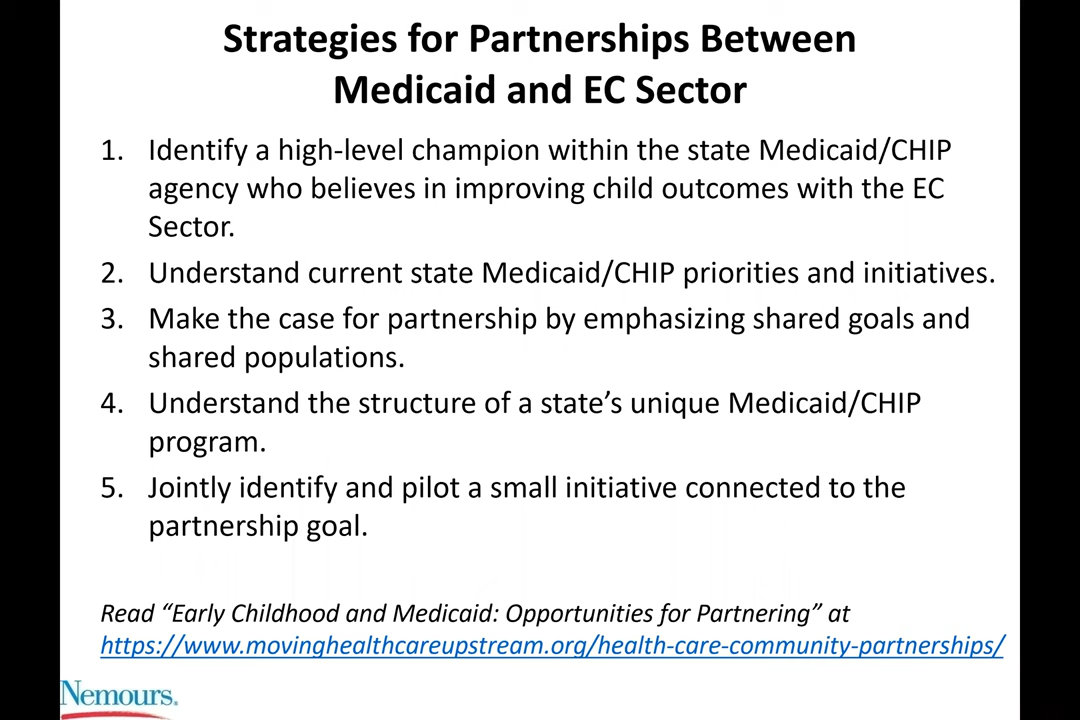 Strategies for Partnerships Between
Medicaid and EC Sector
1. Identify a high-level champion within the state Medicaid/CHIP
agency who believes in improving child outcomes with the EC
Sector.
2. Understand current state Medicaid/CHIP priorities and initiatives.
3. Make the case for partnership by emphasizing shared goals and
shared populations.
4. Understand the structure of a state’s unique Medicaid/CHIP
program.
5. Jointly identify and pilot a small initiative connected to the
partnership goal.
Read “Early Childhood and Medicaid: Opportunities for Partnering” at
https://www.movinghealthcareupstream.org/health-care-community-partnerships/
Nemours.